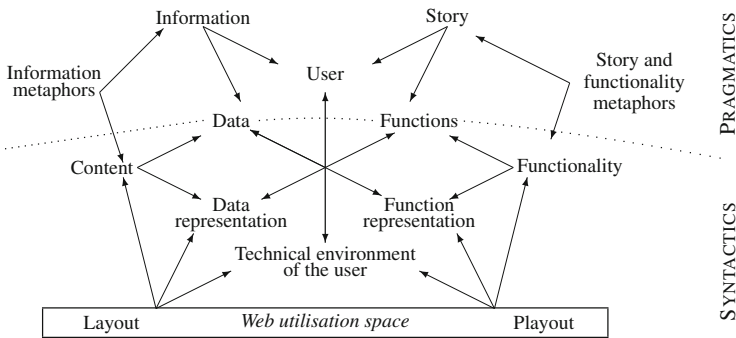 Information
Story
PRAGMATICS
User
Information
metaphors
Story and
functionality
metaphors
Data
Functions
Content
Functionality
Data
representation
Function
representation
SYNTACTICS
Technical environment
of the user
Layout
Web utilisation space
Playout